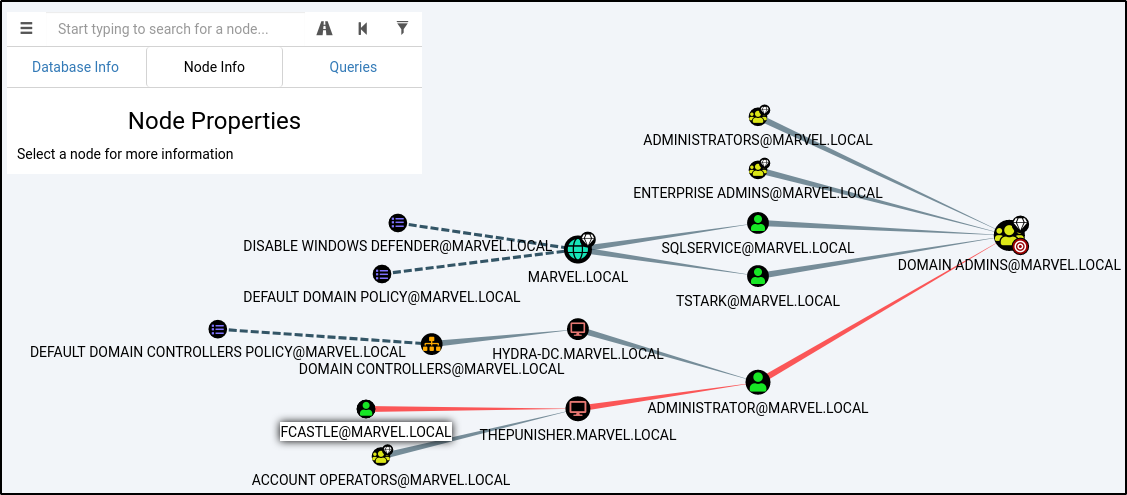 Start typing to search for a node...
Database Info
Node Info
Queries
Node Properties
Select a node for more information
ADMINISTRATORS@MARVEL.LOCAL
ENTERPRISE ADMINS@MARVEL.LOCAL
DISABLE WINDOWS DEFENDER@MARVEL.LOCAL
SQLSERVICE@MARVEL.LOCAL
DOMAIN ADMINS@MARVEL.LOCAL
MARVEL.LOCAL
DEFAULT DOMAIN POLICY@MARVEL.LOCAL
TSTARK@MARVEL.LOCAL
DEFAULT DOMAIN CONTROLLERS POLICY@MARVEL.LOCAL
HYDRA-DC.MARVEL.LOCAL
DOMAIN CONTROLLERS@MARVEL.LOCAL
ADMINISTRATOR@MARVEL.LOCAL
FCASTLE@MARVEL.LOCAL
THEPUNISHER.MARVEL.LOCAL
ACCOUNT OPERATORS@MARVEL.LOCAL